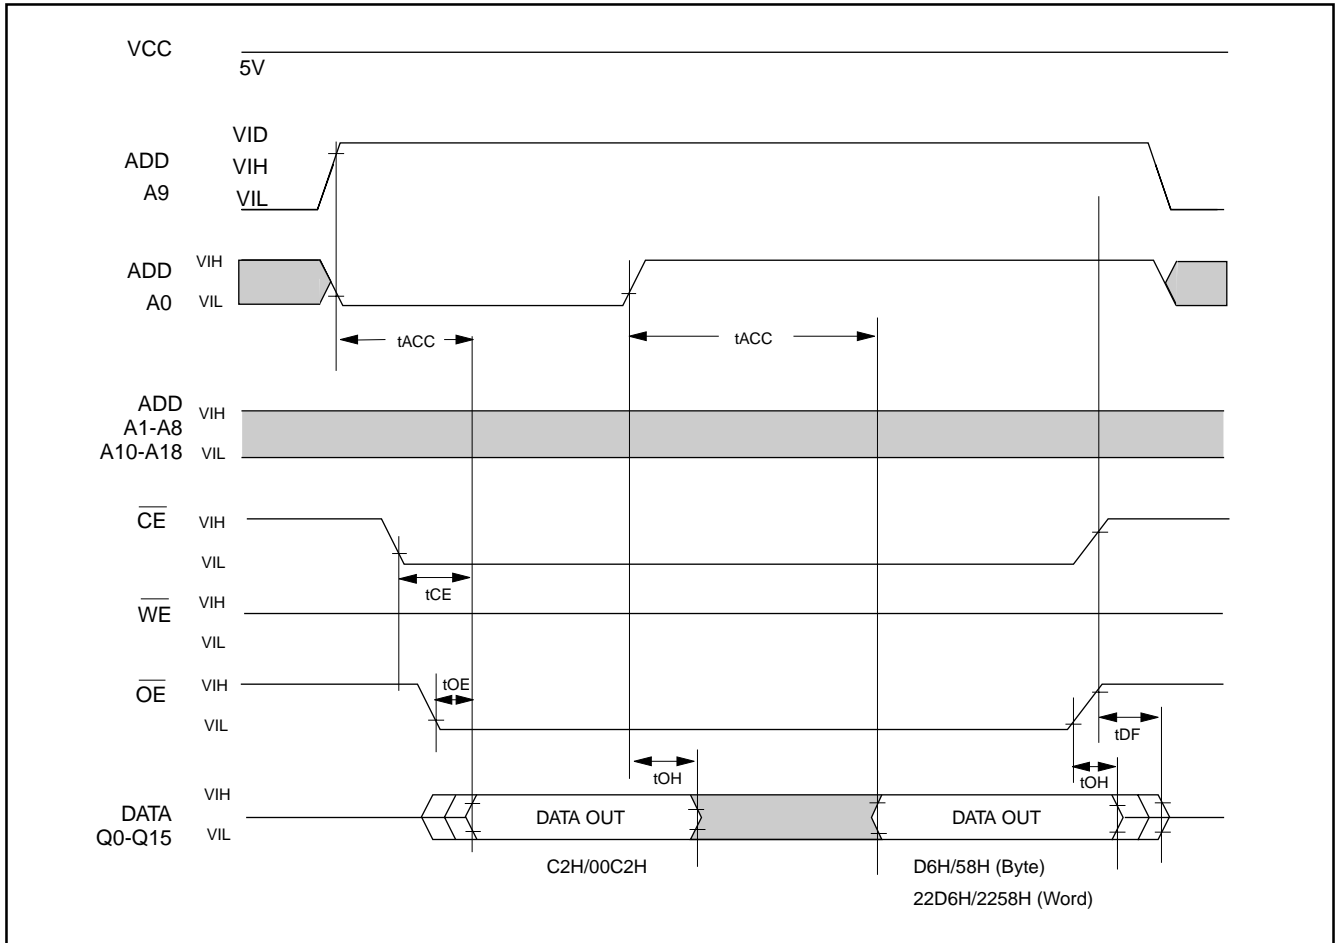 VCC
5V
VID
ADD
VIH
A9
VIL
VIH
ADD
A0
VIL
tACC
tACC
ADD
VIH
A1-A8
A10-A18
VIL
CE
VIH
VIL
tCE
VIH
WE
VIL
tOE
VIH
OE
VIL
tDF
tOH
tOH
VIH
DATA
DATA OUT
DATA OUT
Q0-Q15
VIL
C2H/00C2H
D6H/58H (Byte)
22D6H/2258H (Word)